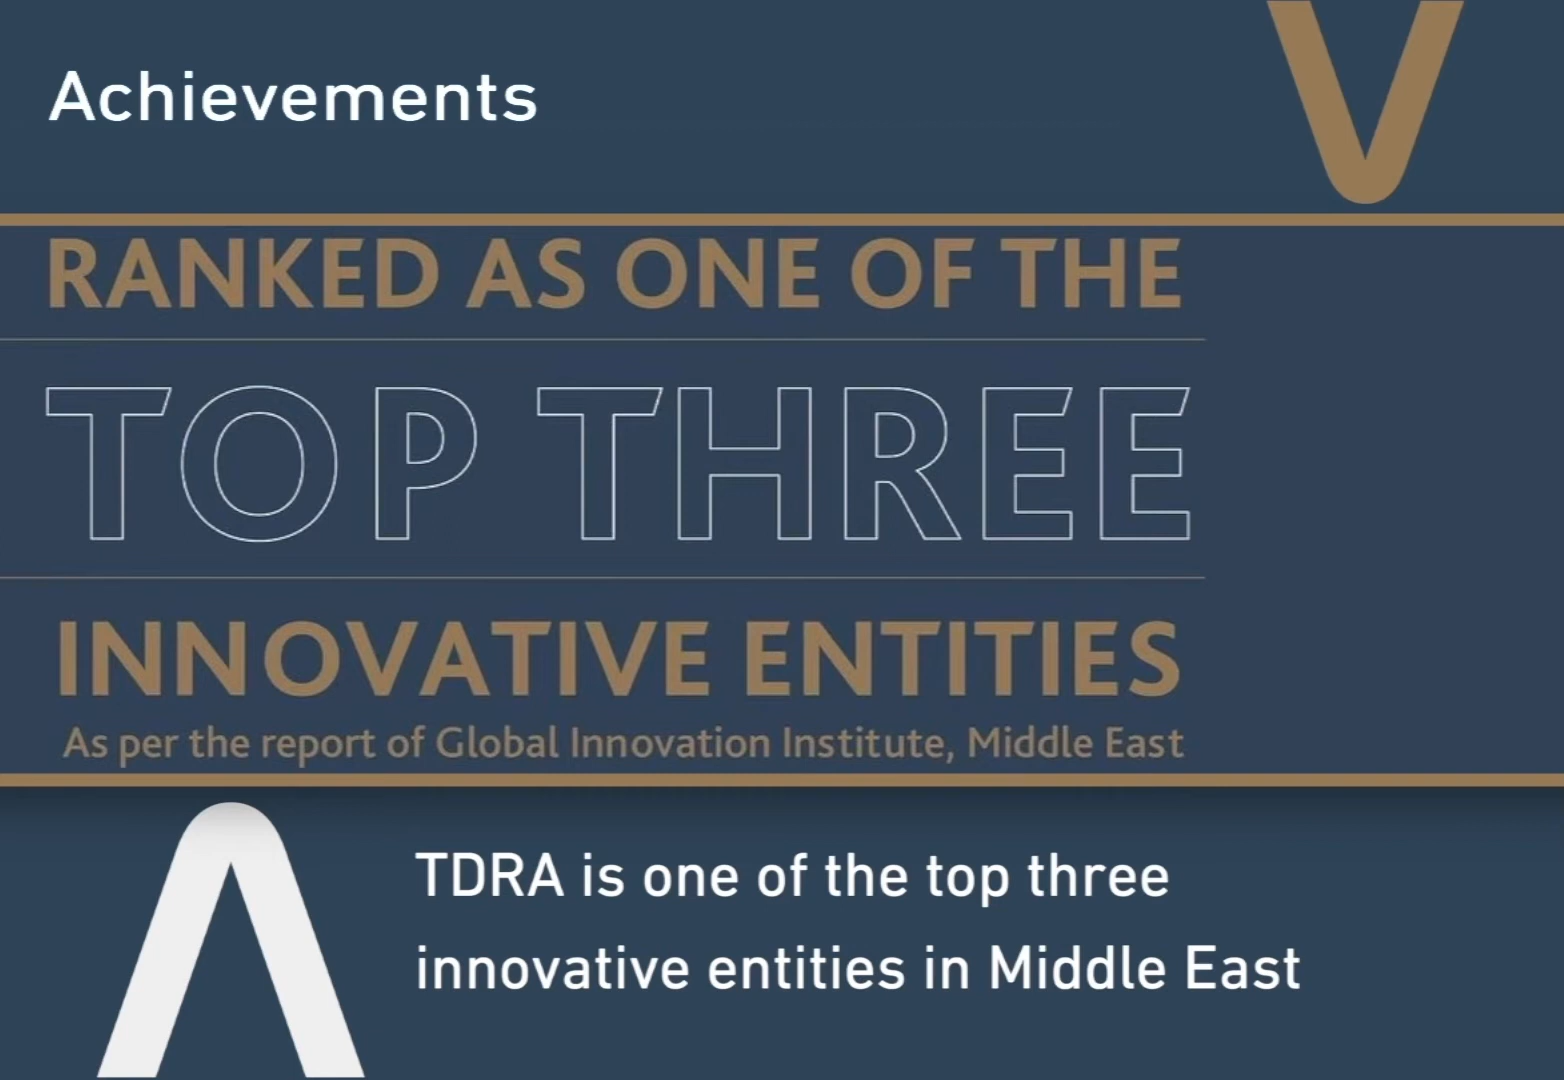 Achievements
RANKED AS ONE OF THE
TOP THREE
INNOVATIVE ENTITIES
As per the report of Global Innovation Institute, Middle East
TDRA is one of the top three
innovative entities in Middle East